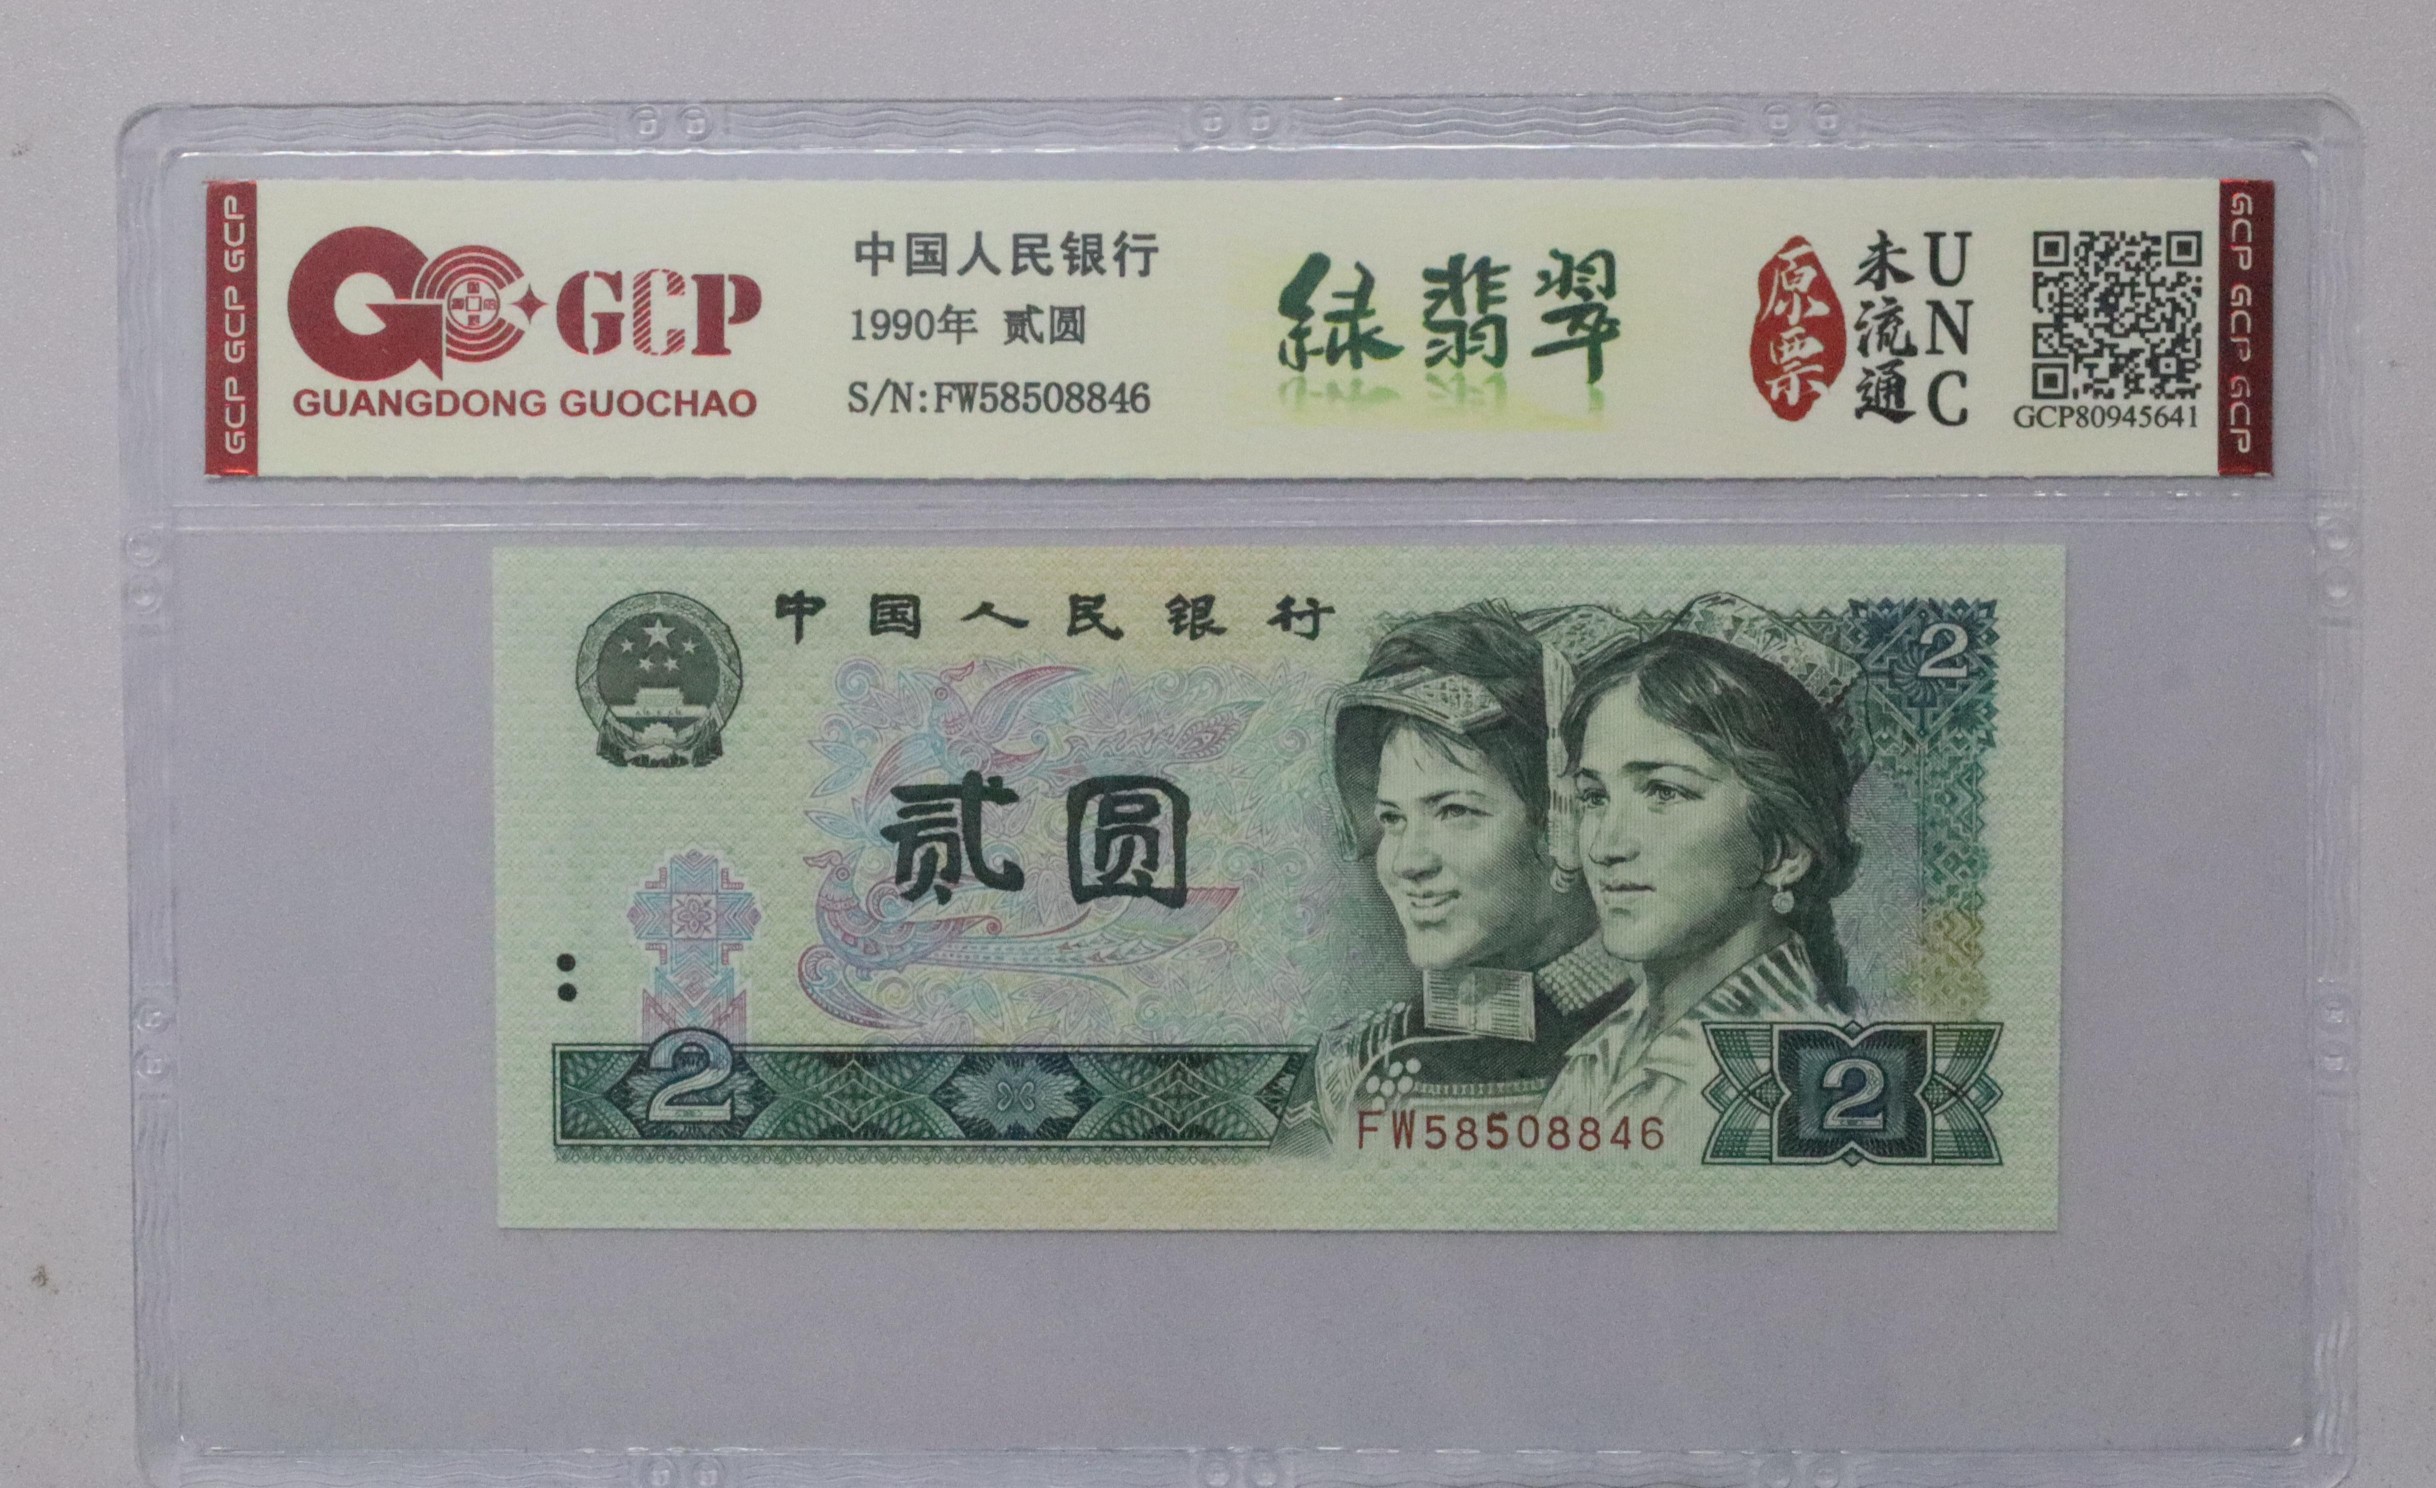 GCP GCP GCP
GCP
GUANGDONG GUOCHAO
中国人民银行
1990年 贰圆
S/N:FW58508846
綠翡翠
原票
未流通
UNC
GCP80945641
GCP GCP GCP
中国人民银行
2
贰圆
2
FW58508846
2